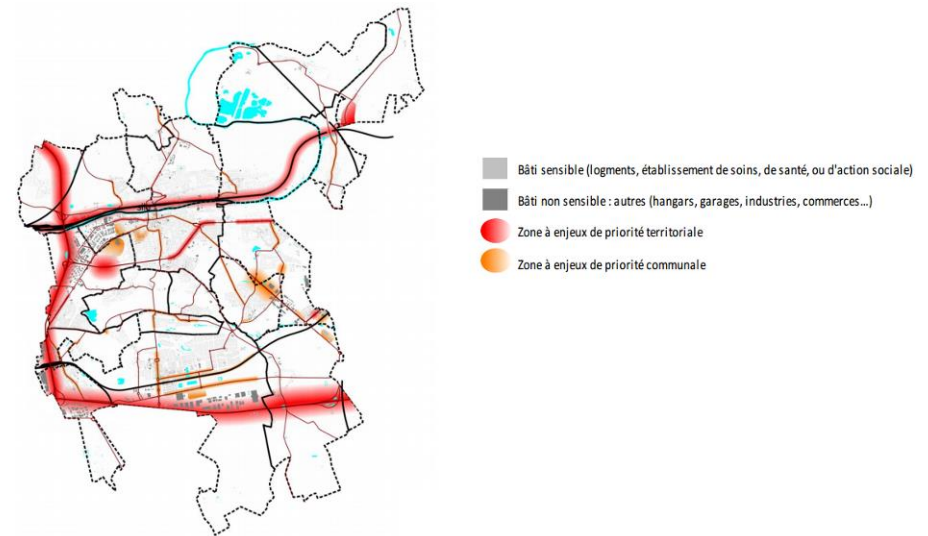 Bâti sensible (logments, établissement de soins, de santé, ou d'action sociale)
Bâti non sensible : autres (hangars, garages, industries, commerces...)
Zone à enjeux de priorité territoriale
Zone à enjeux de priorité communale